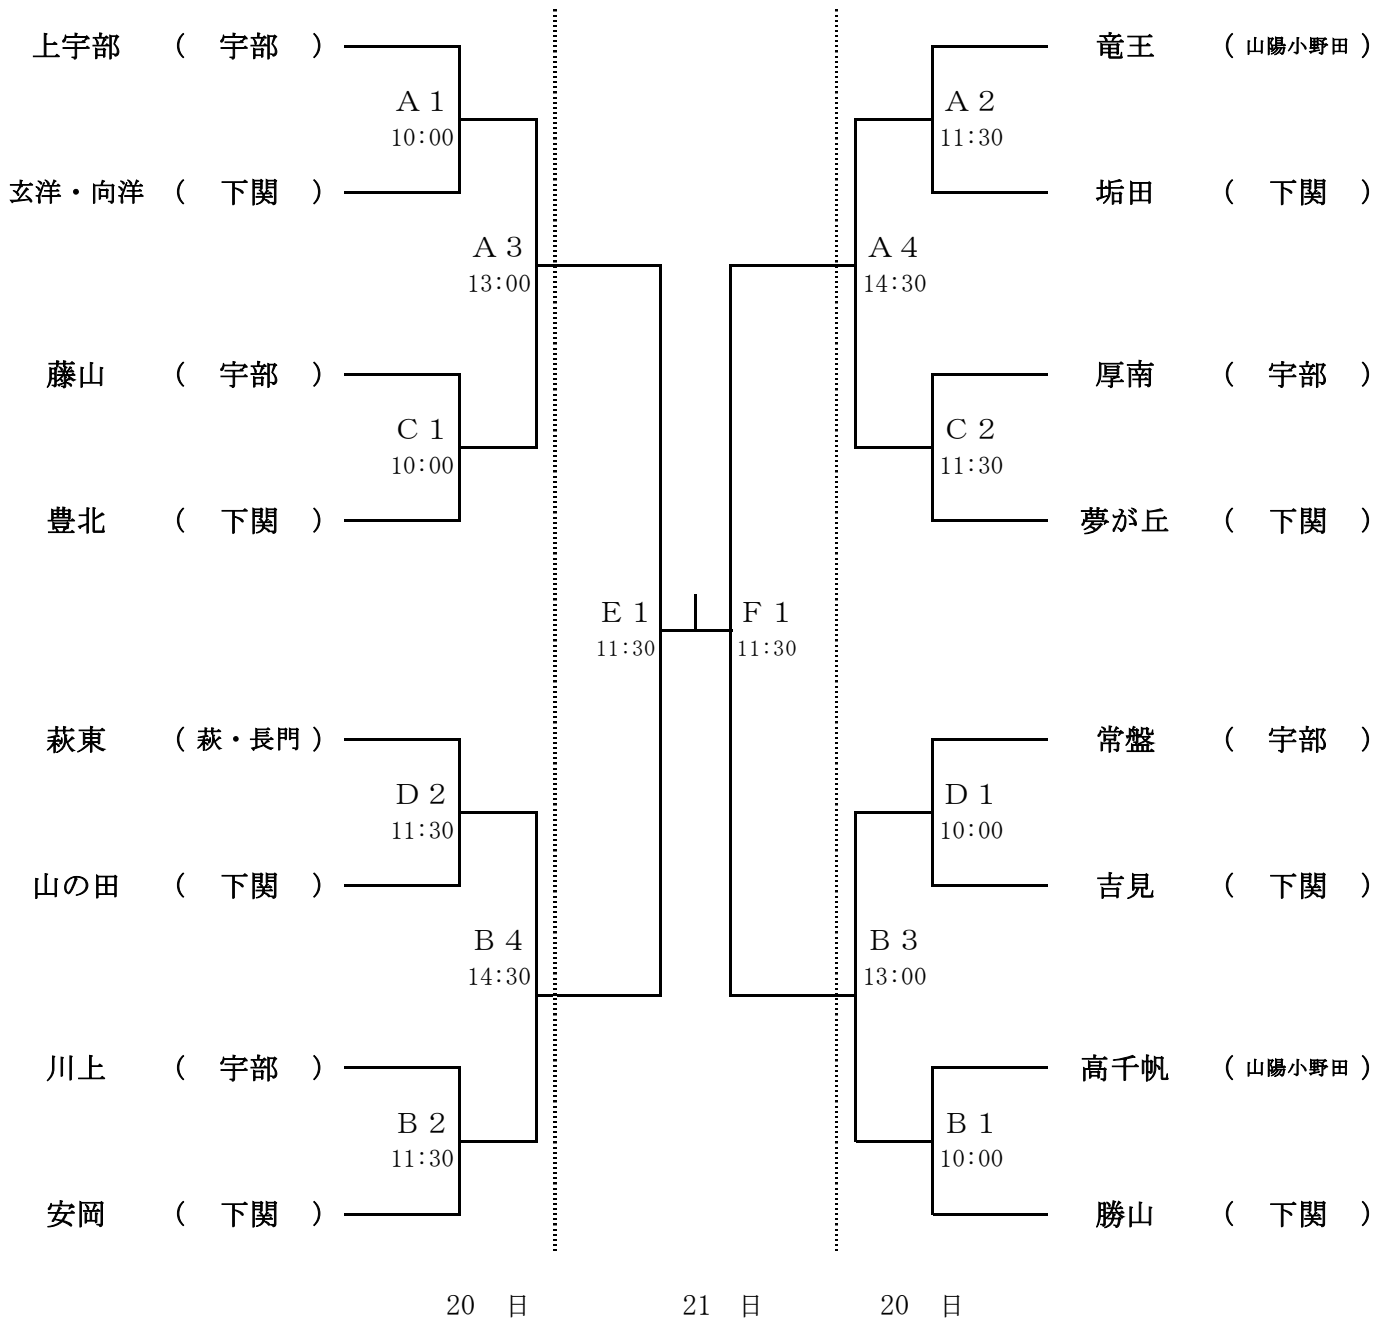 上宇部 （ 宇部 ） 竜王 （ 山陽小野田 ）
Ａ１ Ａ２
10:00 11:30
玄洋・向洋 （ 下関 ） 垢田 （ 下関 ）
Ａ３ Ａ４
13:00 14:30
藤山 （ 宇部 ） 厚南 （ 宇部 ）
Ｃ１ Ｃ２
10:00 11:30
豊北 （ 下関 ） 夢が丘 （ 下関 ）
Ｅ１ Ｆ１
11:30 11:30
萩東 （ 萩・長門 ） 常盤 （ 宇部 ）
Ｄ２ Ｄ１
11:30 10:00
山の田 （ 下関 ） 吉見 （ 下関 ）
Ｂ４ Ｂ３
14:30 13:00
川上 （ 宇部 ） 高千帆 （ 山陽小野田 ）
Ｂ２ Ｂ１
11:30 10:00
安岡 （ 下関 ） 勝山 （ 下関 ）
20 日 21 日 20 日